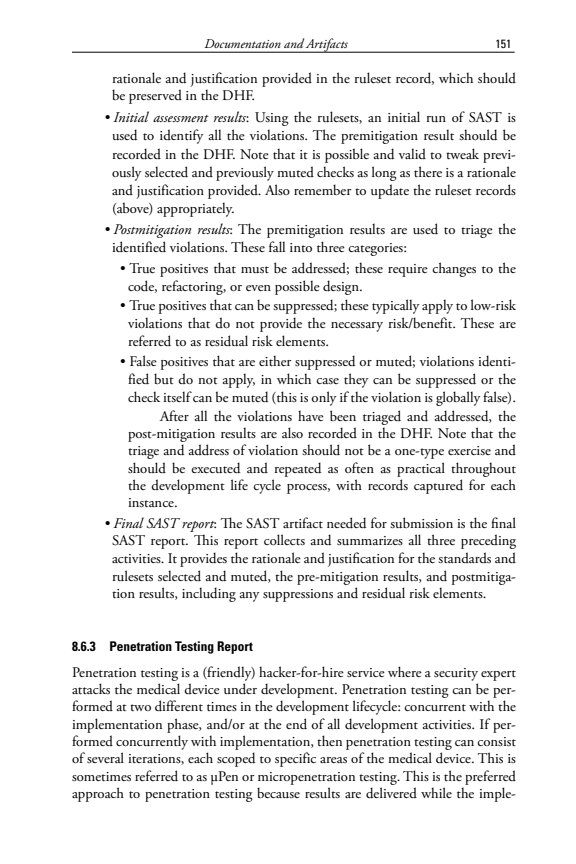 Documentation and Artifacts 151
rationale and justification provided in the ruleset record, which should
be preserved in the DHF.
• Initial assessment results: Using the rulesets, an initial run of SAST is
used to identify all the violations. The premitigation result should be
recorded in the DHF. Note that it is possible and valid to tweak previ-
ously selected and previously muted checks as long as there is a rationale
and justification provided. Also remember to update the ruleset records
(above) appropriately.
• Postmitigation results: The premitigation results are used to triage the
identified violations. These fall into three categories:
• True positives that must be addressed; these require changes to the
code, refactoring, or even possible design.
• True positives that can be suppressed; these typically apply to low-risk
violations that do not provide the necessary risk/benefit. These are
referred to as residual risk elements.
• False positives that are either suppressed or muted; violations identi-
fied but do not apply, in which case they can be suppressed or the
check itself can be muted (this is only if the violation is globally false).
After all the violations have been triaged and addressed, the
post-mitigation results are also recorded in the DHF. Note that the
triage and address of violation should not be a one-type exercise and
should be executed and repeated as often as practical throughout
the development life cycle process, with records captured for each
instance.
• Final SAST report: The SAST artifact needed for submission is the final
SAST report. This report collects and summarizes all three preceding
activities. It provides the rationale and justification for the standards and
rulesets selected and muted, the pre-mitigation results, and postmitiga-
tion results, including any suppressions and residual risk elements.
8.6.3 Penetration Testing Report
Penetration testing is a (friendly) hacker-for-hire service where a security expert
attacks the medical device under development. Penetration testing can be per-
formed at two different times in the development lifecycle: concurrent with the
implementation phase, and/or at the end of all development activities. If per-
formed concurrently with implementation, then penetration testing can consist
of several iterations, each scoped to specific areas of the medical device. This is
sometimes referred to as µPen or micropenetration testing. This is the preferred
approach to penetration testing because results are delivered while the imple-